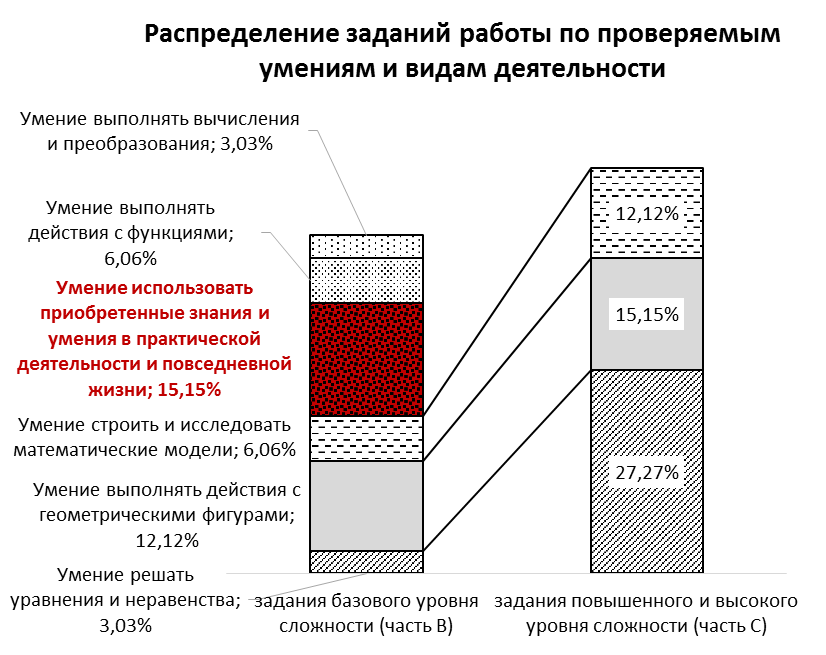 Распределение заданий работы по проверяемым
умениям и видам деятельности
Умение выполнять вычисления
и преобразования; 3,03%
Умение выполнять
действия с функциями;
6,06%
Умение использовать
приобретенные знания и
умения в практической
деятельности и повседневной
жизни; 15,15%
Умение строить и исследовать
математические модели; 6,06%
Умение выполнять действия с
геометрическими фигурами;
12,12%
Умение решать
уравнения и неравенства;
3,03%
12,12%
15,15%
27,27%
задания базового уровня
сложности (часть В)
задания повышенного и высокого
уровня сложности (часть С)